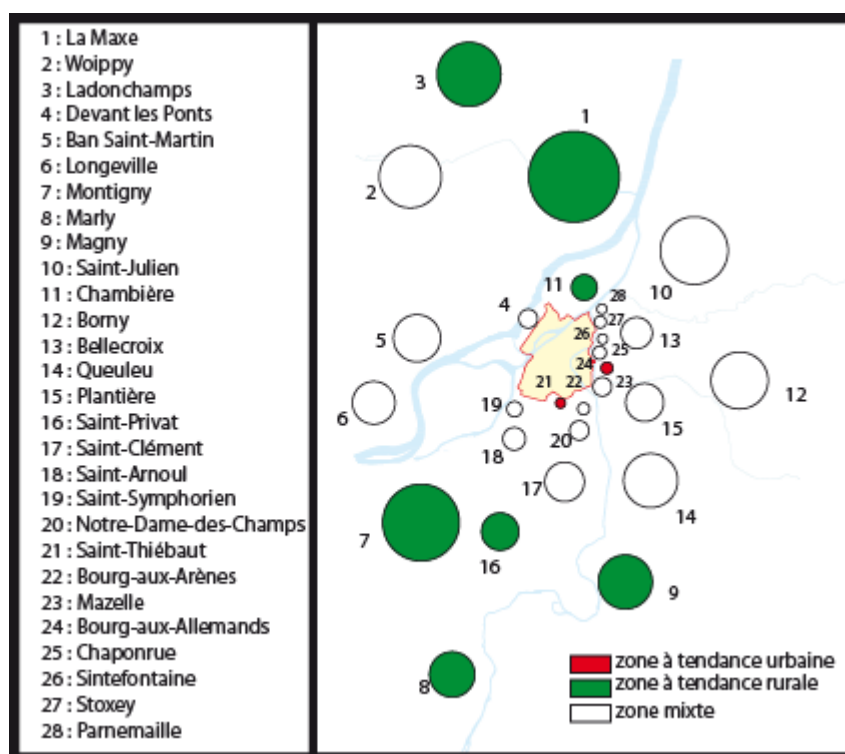 1 : La Maxe
2 : Woippy
3 : Ladonchamps
4 : Devant les Ponts
5 : Ban Saint-Martin
6 : Longeville
7 : Montigny
8 : Marly
9 : Magny
10 : Saint-Julien
11 : Chambière
12 : Borny
13 : Bellecroix
14 : Queuleu
15 : Plantière
16 : Saint-Privat
17 : Saint-Clément
18 : Saint-Arnoul
19 : Saint-Symphorien
20 : Notre-Dame-des-Champs
21 : Saint-Thiébaut
22 : Bourg-aux-Arènes
23 : Mazelle
24 : Bourg-aux-Allemands
25 : Chaponrue
26 : Sintefontaine
27 : Stoxey
28 : Parnemaille
3
1
2
10
11
28
4
27
26
13
5
25
24
12
21
22
23
6
19
15
20
18
17
14
7
16
9
8
zone à tendance urbaine
zone à tendance rurale
zone mixte